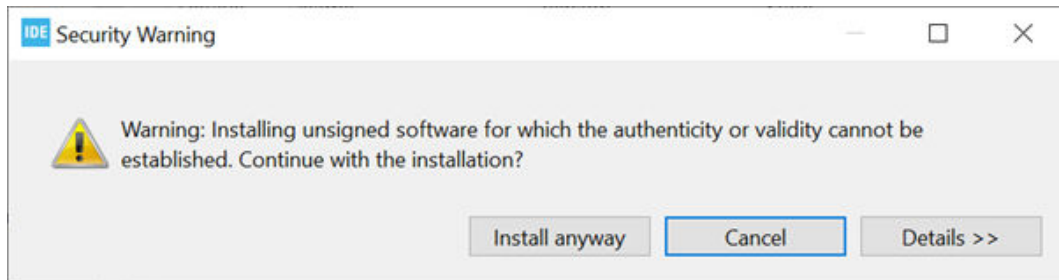 IDE Security Warning
Warning: Installing unsigned software for which the authenticity or validity cannot be
established. Continue with the installation?
Install anyway Cancel Details >>